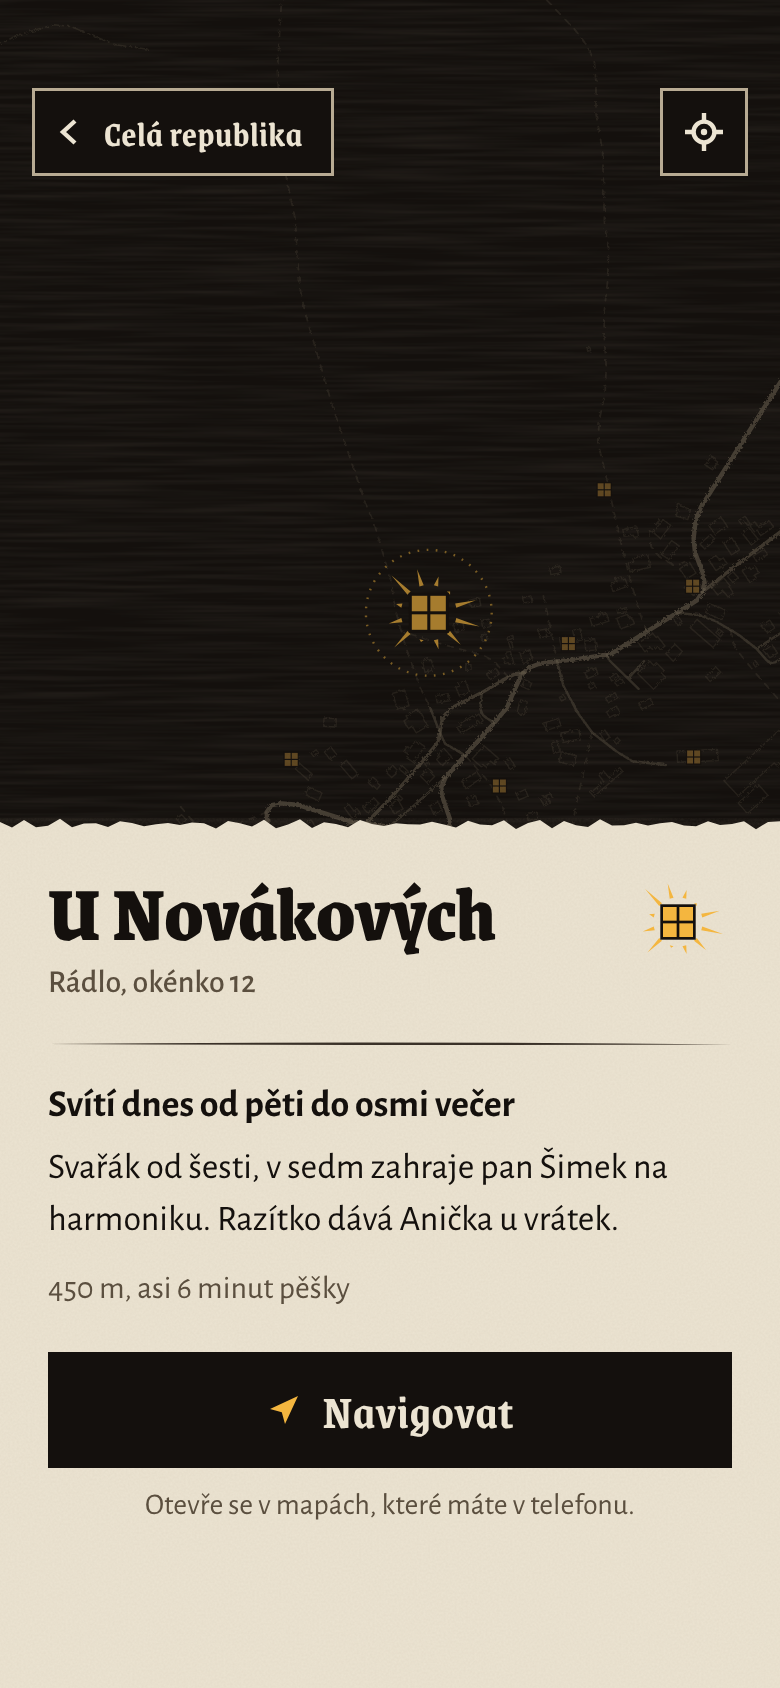 Celá republika
U Novákových
Rádlo, okénko 12
Svítí dnes od pěti do osmi večer
Svařák od šesti, v sedm zahraje pan Šimek na
harmoniku. Razítko dává Anička u vrátek.
450 m, asi 6 minut pěšky
Navigovat
Otevře se v mapách, které máte v telefonu.